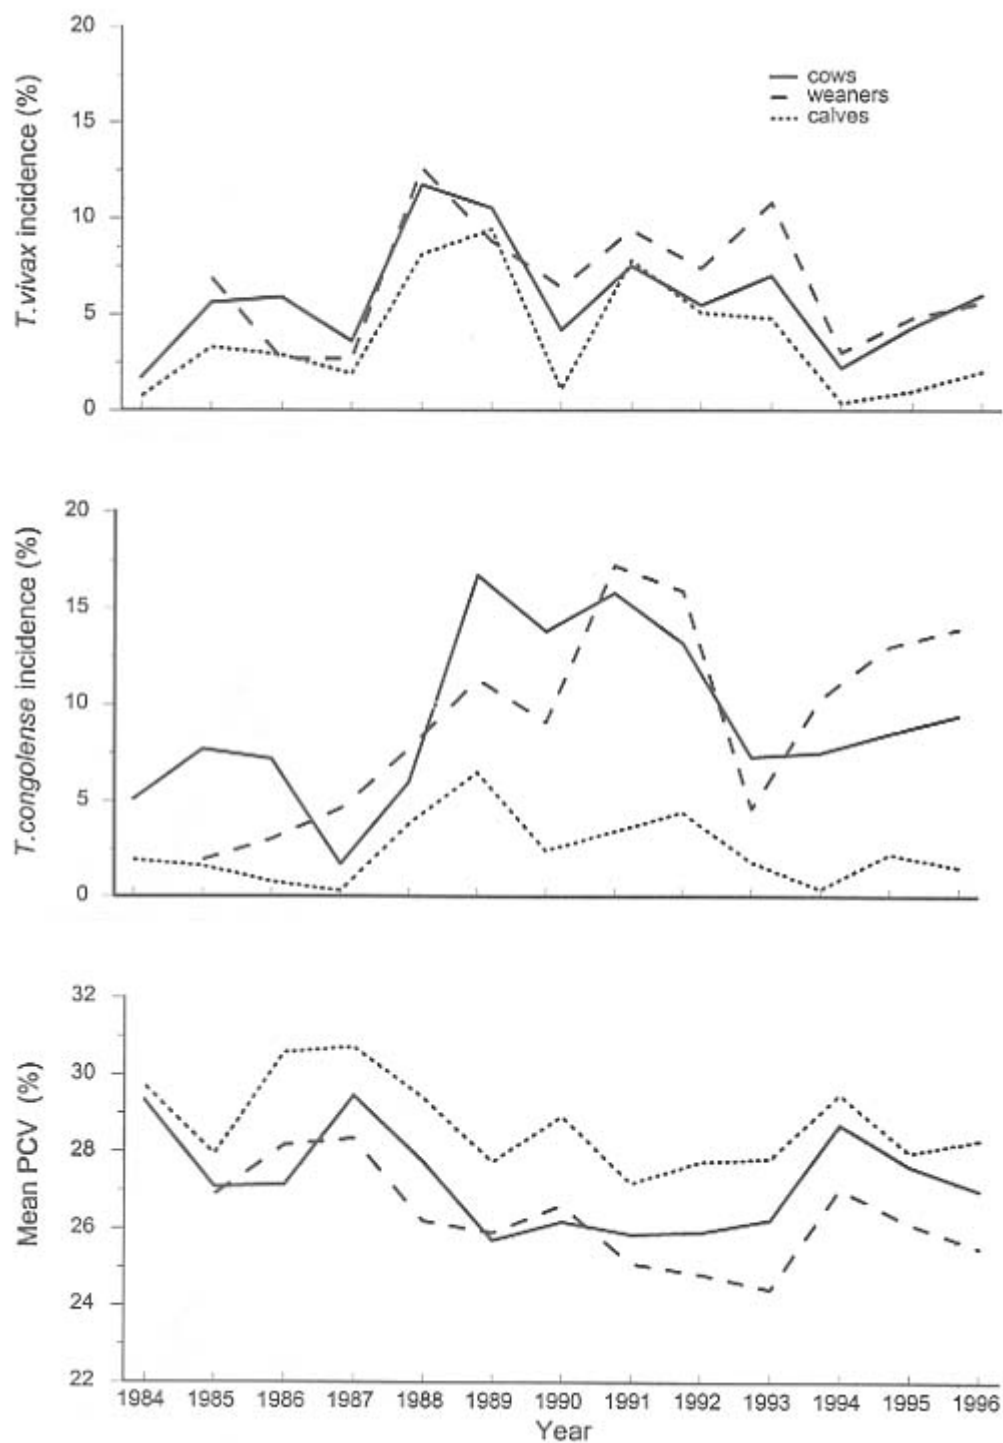 20
15
10
5
0
T.vivax incidence (%)
cows
weaners
calves
20
15
10
5
0
T.congolense incidence (%)
32
30
28
26
24
22
Mean PCV (%)
1984 1985 1986 1987 1988 1989 1990 1991 1992 1993 1994 1995 1996
Year